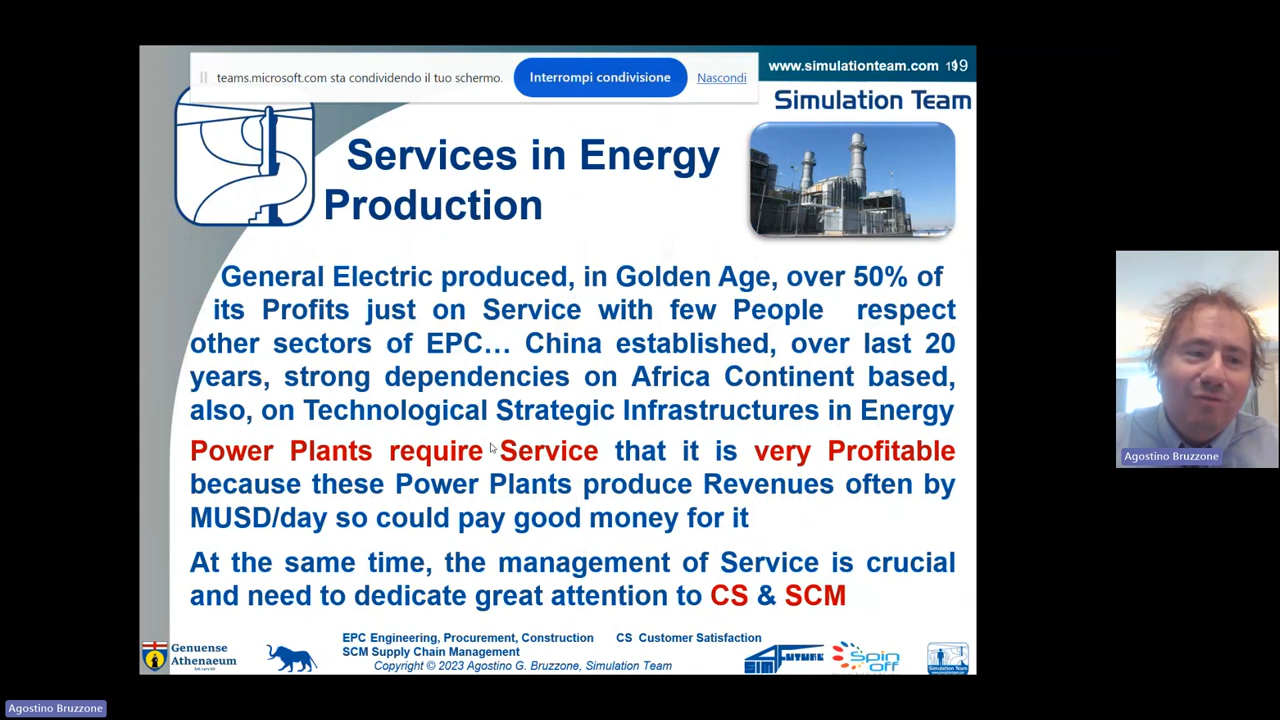 teams.microsoft.com sta condividendo il tuo schermo.
Interrompi condivisione
Nascondi
www.simulationteam.com
Simulation Team
Services in Energy
Production
General Electric produced, in Golden Age, over 50% of
its Profits just on Service with few People respect
other sectors of EPC... China established, over last 20
years, strong dependencies on Africa Continent based,
also, on Technological Strategic Infrastructures in Energy
Power Plants require Service that it is very Profitable
because these Power Plants produce Revenues often by
MUSD/day so could pay good money for it
At the same time, the management of Service is crucial
and need to dedicate great attention to CS & SCM
EPC Engineering, Procurement, Construction CS Customer Satisfaction
SCM Supply Chain Management
Copyright © 2023 Agostino G. Bruzzone, Simulation Team
Genuense
Athenaeum
SIM FUTURE
Spin
Off
Simulation Team
Agostino Bruzzone
Agostino Bruzzone